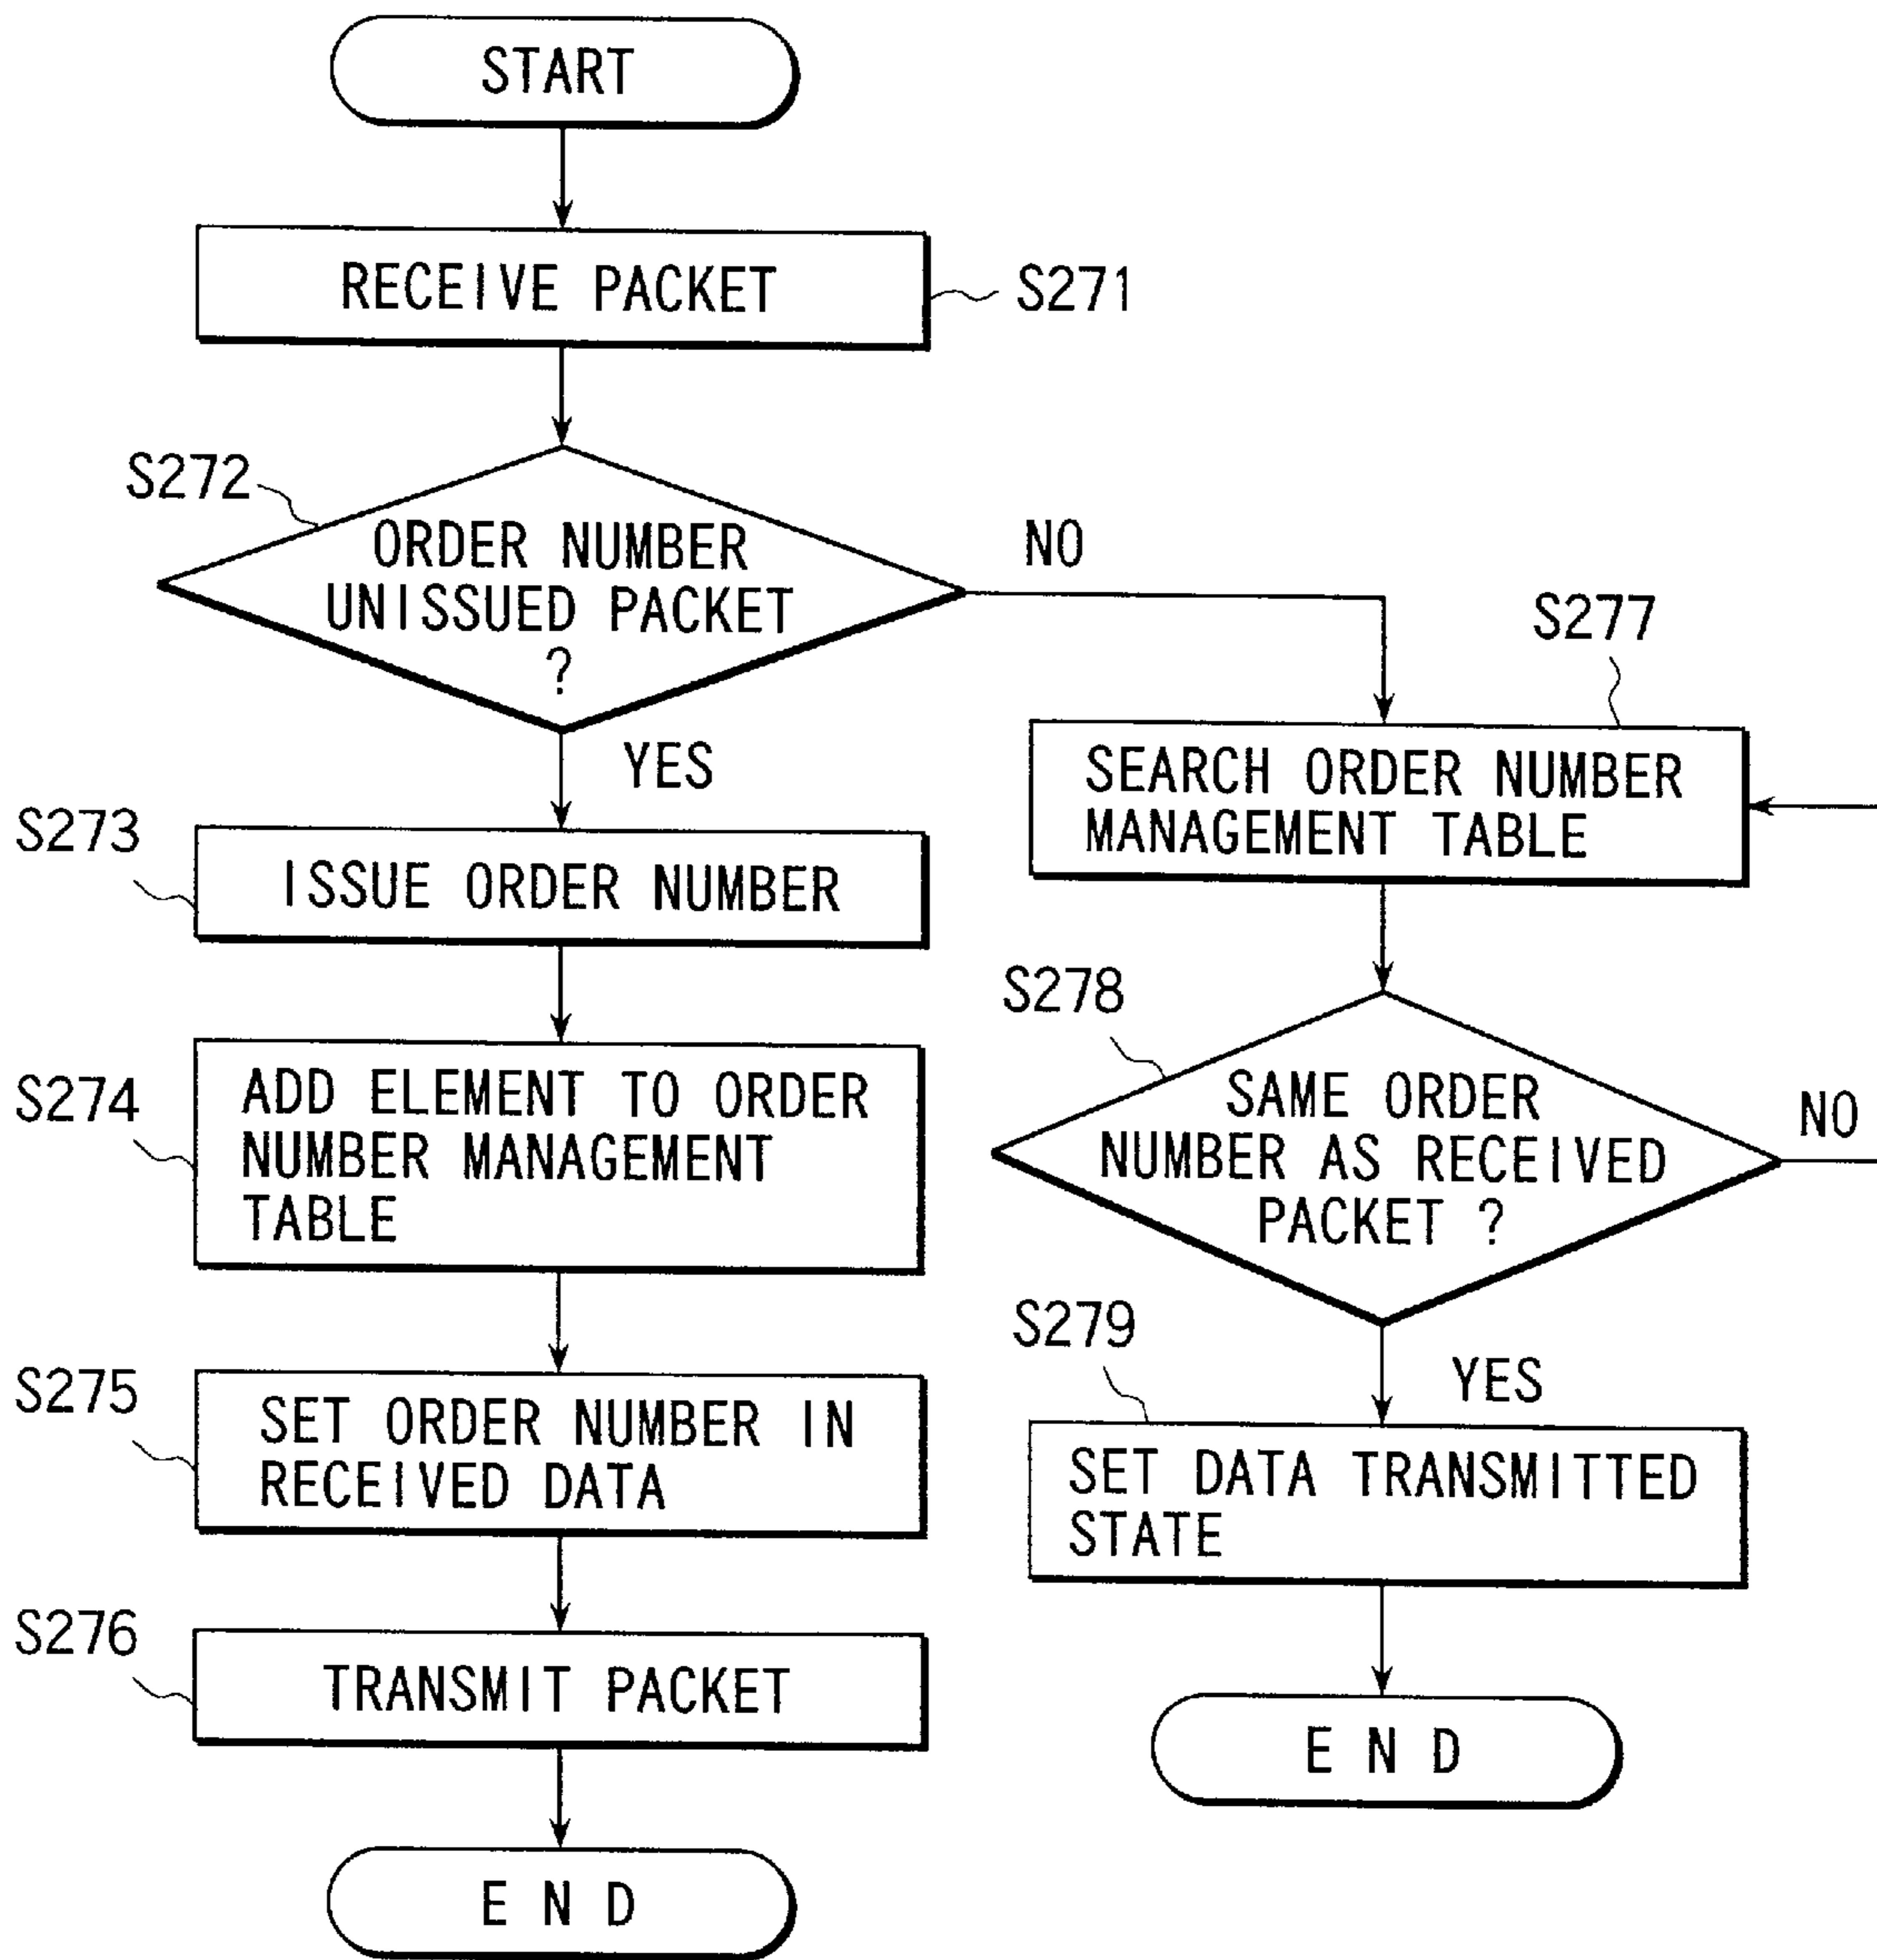 START
RECEIVE PACKET
S271
S272
ORDER NUMBER
UNISSUED PACKET
?
NO
YES
S273
ISSUE ORDER NUMBER
S274
ADD ELEMENT TO ORDER
NUMBER MANAGEMENT
TABLE
S275
SET ORDER NUMBER IN
RECEIVED DATA
S276
TRANSMIT PACKET
END
S277
SEARCH ORDER NUMBER
MANAGEMENT TABLE
S278
SAME ORDER
NUMBER AS RECEIVED
PACKET ?
NO
YES
S279
SET DATA TRANSMITTED
STATE
END